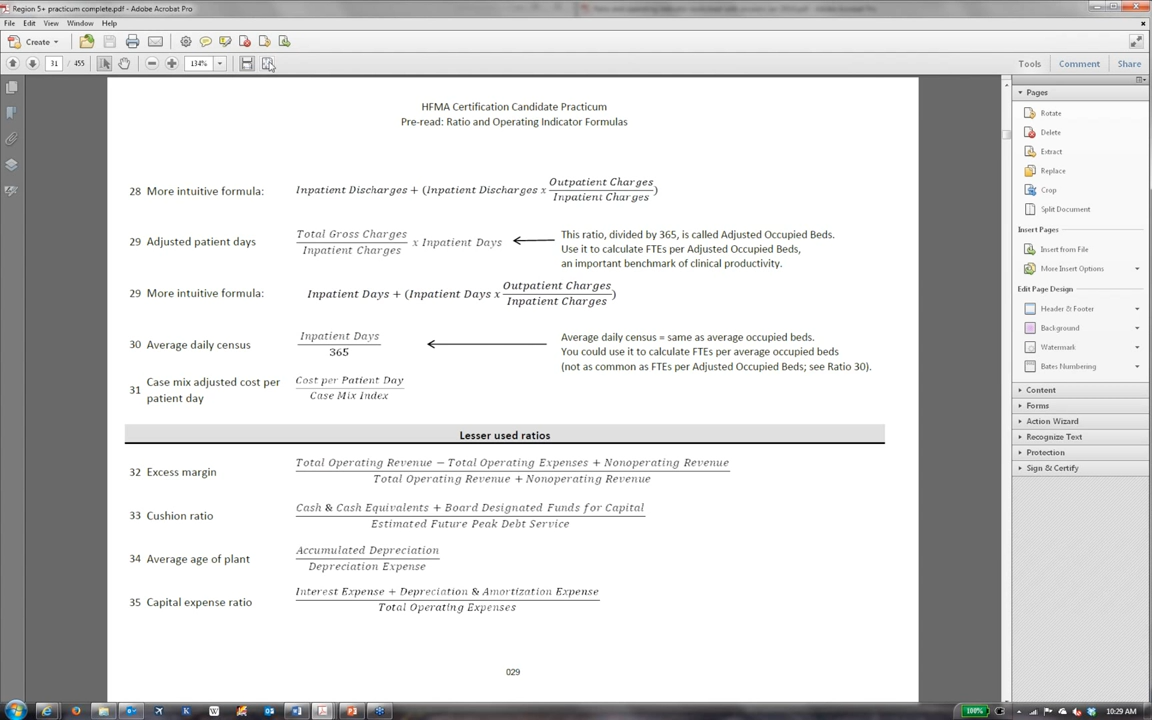 Region 5+ practicum complete.pdf - Adobe Acrobat Pro
File Edit View Window Help
Create
31 / 455 134% Tools Comment Share
HFMA Certification Candidate Practicum
Pre-read: Ratio and Operating Indicator Formulas
28 More intuitive formula: Inpatient Discharges + (Inpatient Discharges x Outpatient Charges / Inpatient Charges)
29 Adjusted patient days Total Gross Charges / Inpatient Charges x Inpatient Days
This ratio, divided by 365, is called Adjusted Occupied Beds.
Use it to calculate FTEs per Adjusted Occupied Beds,
an important benchmark of clinical productivity.
29 More intuitive formula: Inpatient Days + (Inpatient Days x Outpatient Charges / Inpatient Charges)
30 Average daily census Inpatient Days / 365
Average daily census = same as average occupied beds.
You could use it to calculate FTEs per average occupied beds
(not as common as FTEs per Adjusted Occupied Beds; see Ratio 30).
31 Case mix adjusted cost per
patient day
Cost per Patient Day
Case Mix Index
Lesser used ratios
32 Excess margin
Total Operating Revenue − Total Operating Expenses + Nonoperating Revenue
Total Operating Revenue + Nonoperating Revenue
33 Cushion ratio
Cash & Cash Equivalents + Board Designated Funds for Capital
Estimated Future Peak Debt Service
34 Average age of plant
Accumulated Depreciation
Depreciation Expense
35 Capital expense ratio
Interest Expense + Depreciation & Amortization Expense
Total Operating Expenses
029
Pages
Rotate
Delete
Extract
Replace
Crop
Split Document
Insert Pages
Insert from File
More Insert Options
Edit Page Design
Header & Footer
Background
Watermark
Bates Numbering
Content
Forms
Action Wizard
Recognize Text
Protection
Sign & Certify
100% 10:29 AM